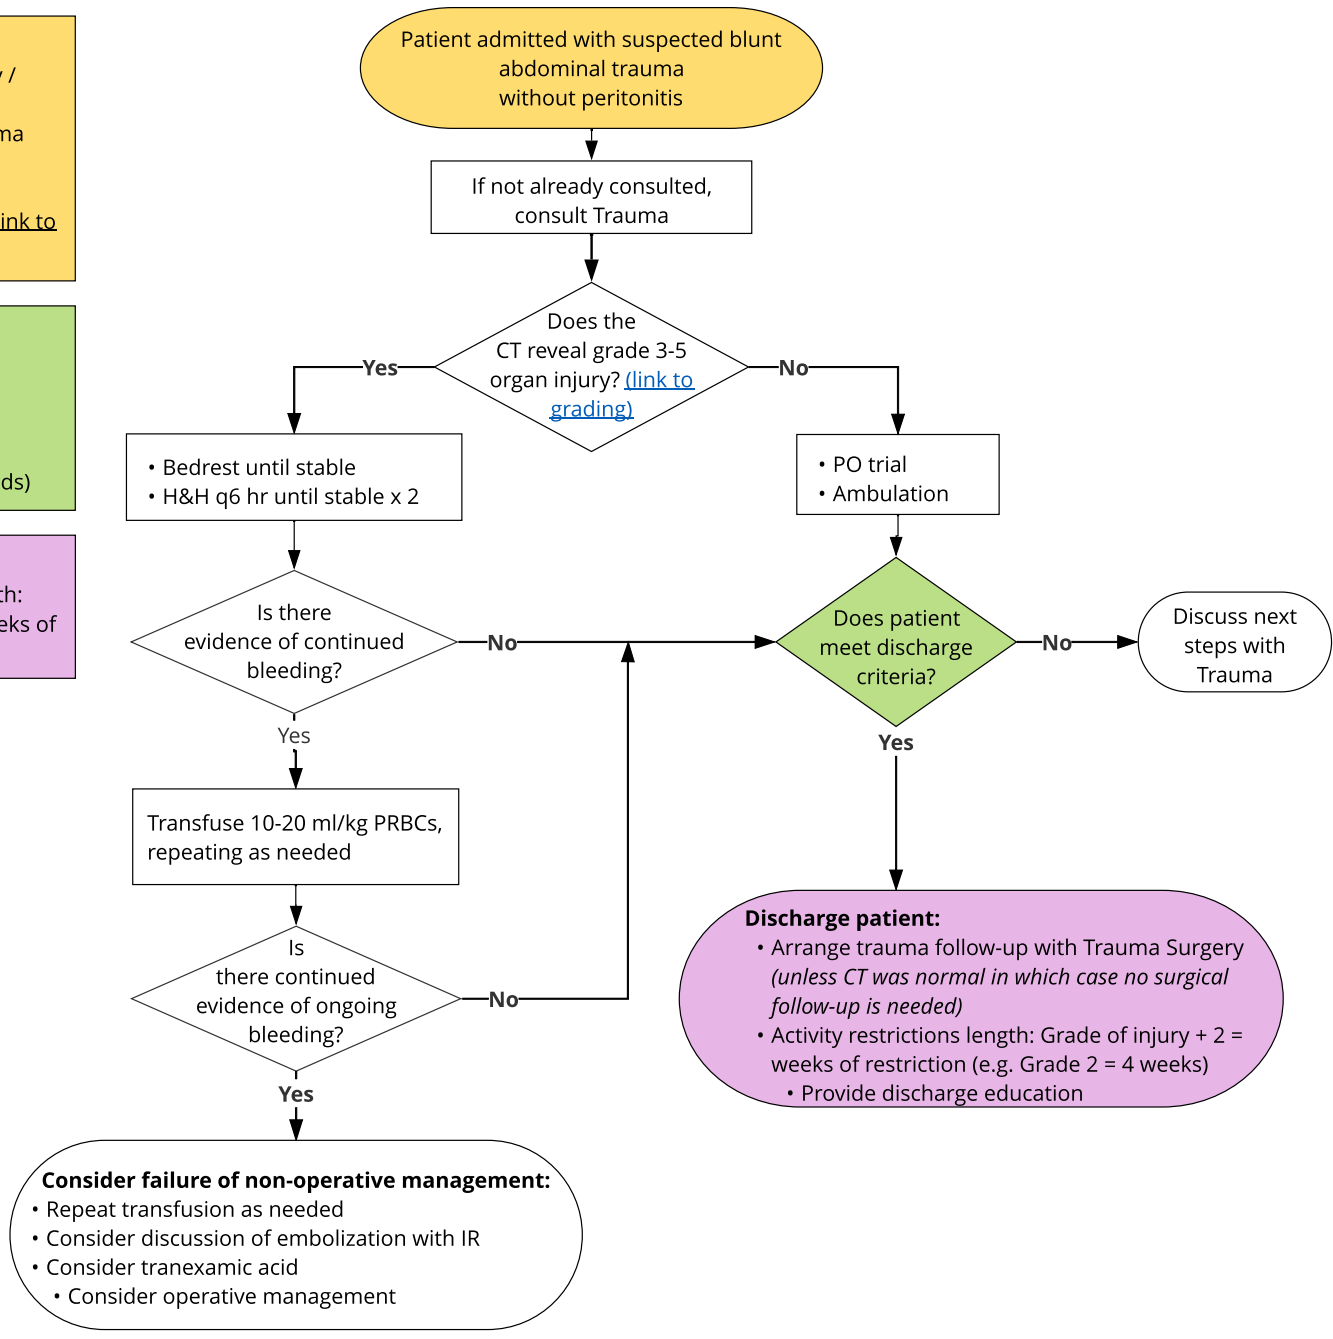 Patient admitted with suspected blunt
abdominal trauma
without peritonitis
If not already consulted,
consult Trauma
Does the
CT reveal grade 3-5
organ injury? (link to
grading)
Yes
No
• Bedrest until stable
• H&H q6 hr until stable x 2
• PO trial
• Ambulation
Is there
evidence of continued
bleeding?
No
Does patient
meet discharge
criteria?
No
Discuss next
steps with
Trauma
Yes
Yes
Transfuse 10-20 ml/kg PRBCs,
repeating as needed
Is
there continued
evidence of ongoing
bleeding?
No
Yes
Discharge patient:
• Arrange trauma follow-up with Trauma Surgery
(unless CT was normal in which case no surgical
follow-up is needed)
• Activity restrictions length: Grade of injury + 2 =
weeks of restriction (e.g. Grade 2 = 4 weeks)
• Provide discharge education
Consider failure of non-operative management:
• Repeat transfusion as needed
• Consider discussion of embolization with IR
• Consider tranexamic acid
• Consider operative management
/
ink to
ds)
of